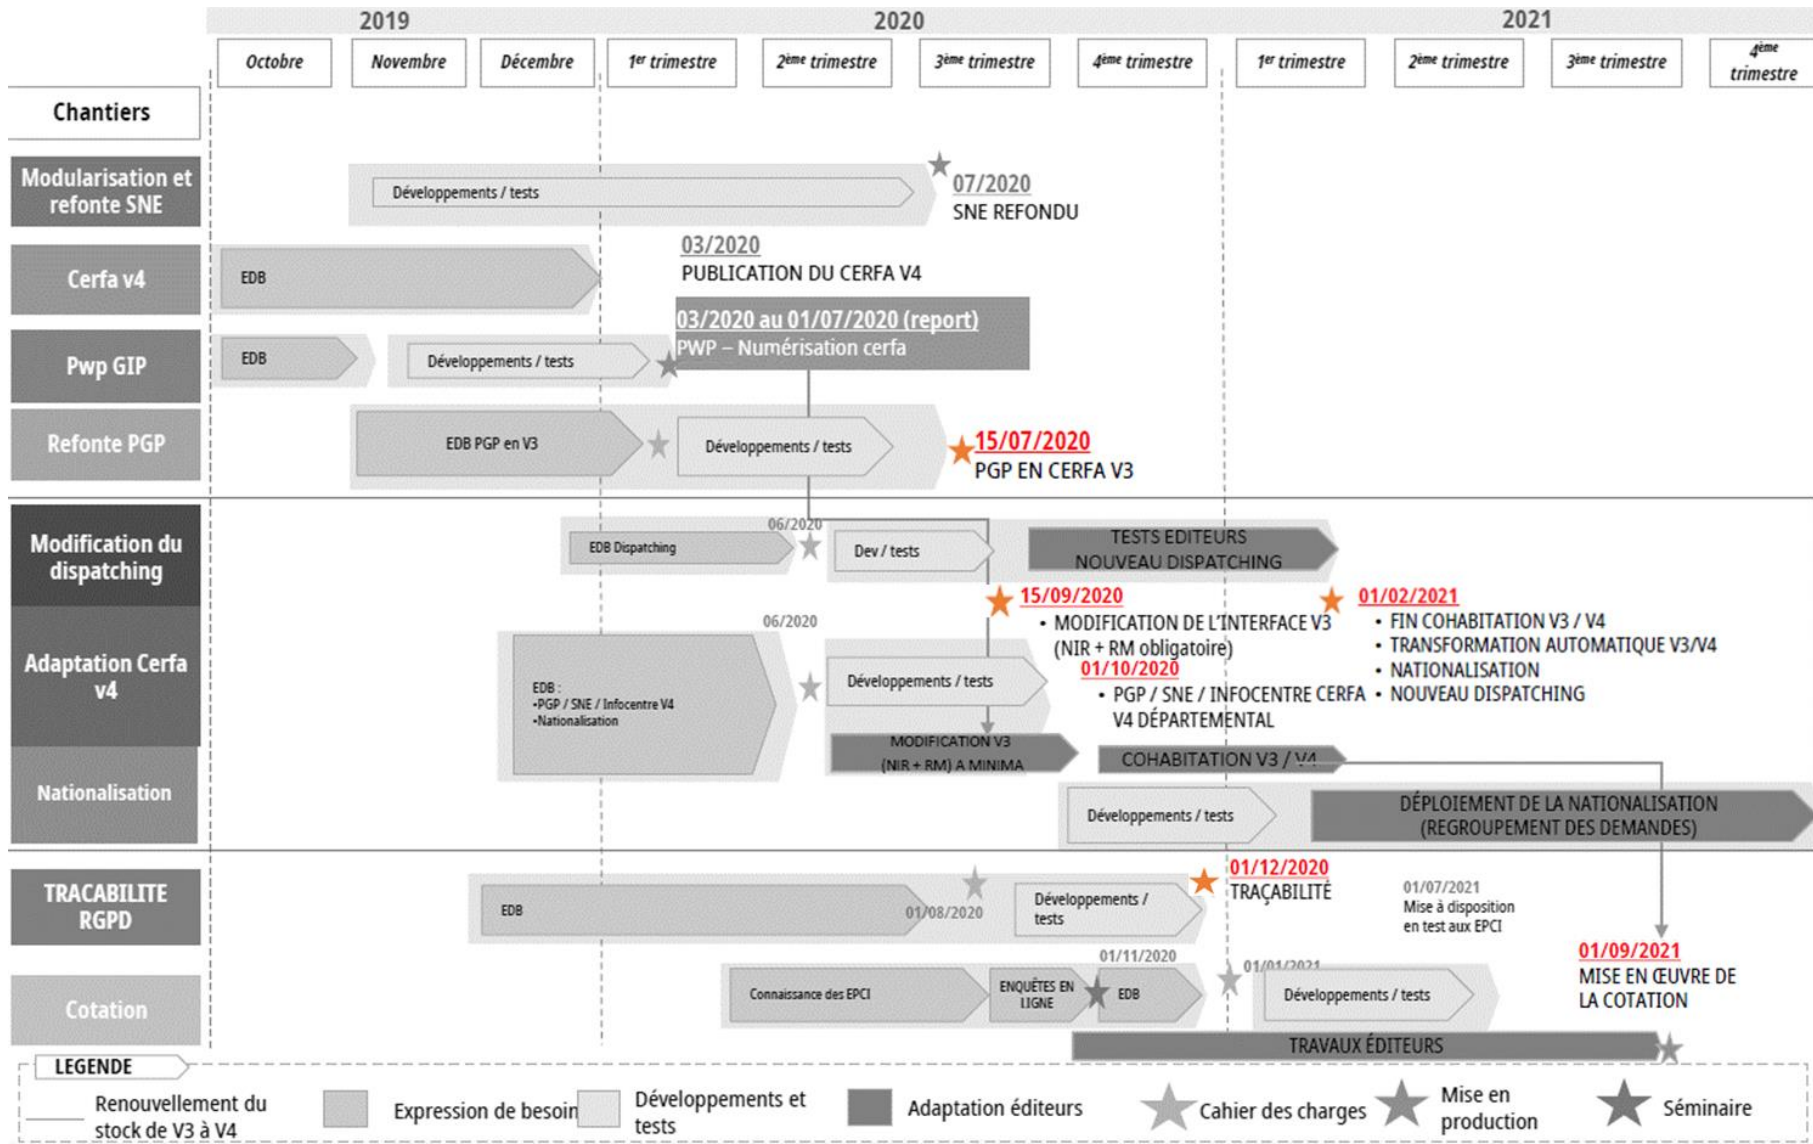 2019
2020
2021
Octobre
Novembre
Décembre
1er trimestre
2ème trimestre
3ème trimestre
4ème trimestre
1er trimestre
2ème trimestre
3ème trimestre
4ème
trimestre
Chantiers
Modularisation et
refonte SNE
Développements / tests
07/2020
SNE REFONDU
Cerfa v4
EDB
03/2020
PUBLICATION DU CERFA V4
Pwp GIP
EDB
Développements / tests
03/2020 au 01/07/2020 (report)
PWP – Numérisation cerfa
Refonte PGP
EDB PGP en V3
Développements / tests
15/07/2020
PGP EN CERFA V3
Modification du
dispatching
EDB Dispatching
06/2020
Dev / tests
TESTS EDITEURS
NOUVEAU DISPATCHING
15/09/2020
• MODIFICATION DE L'INTERFACE V3
(NIR + RM obligatoire)
01/02/2021
• FIN COHABITATION V3 / V4
• TRANSFORMATION AUTOMATIQUE V3/V4
• NATIONALISATION
• NOUVEAU DISPATCHING
Adaptation Cerfa
v4
EDB :
•PGP / SNE / Infocentre V4
•Nationalisation
06/2020
Développements / tests
01/10/2020
• PGP / SNE / INFOCENTRE CERFA
V4 DÉPARTEMENTAL
MODIFICATION V3
(NIR + RM) A MINIMA
COHABITATION V3 / V4
Nationalisation
Développements / tests
DÉPLOIEMENT DE LA NATIONALISATION
(REGROUPEMENT DES DEMANDES)
TRACABILITE
RGPD
EDB
01/08/2020
Développements /
tests
01/12/2020
TRAÇABILITÉ
01/07/2021
Mise à disposition
en test aux EPCI
Cotation
Connaissance des EPCI
ENQUÊTES EN
LIGNE
01/11/2020
EDB
01/01/2021
Développements / tests
01/09/2021
MISE EN ŒUVRE DE
LA COTATION
TRAVAUX ÉDITEURS
LEGENDE
Renouvellement du
stock de V3 à V4
Expression de besoin
Développements et
tests
Adaptation éditeurs
Cahier des charges
Mise en
production
Séminaire